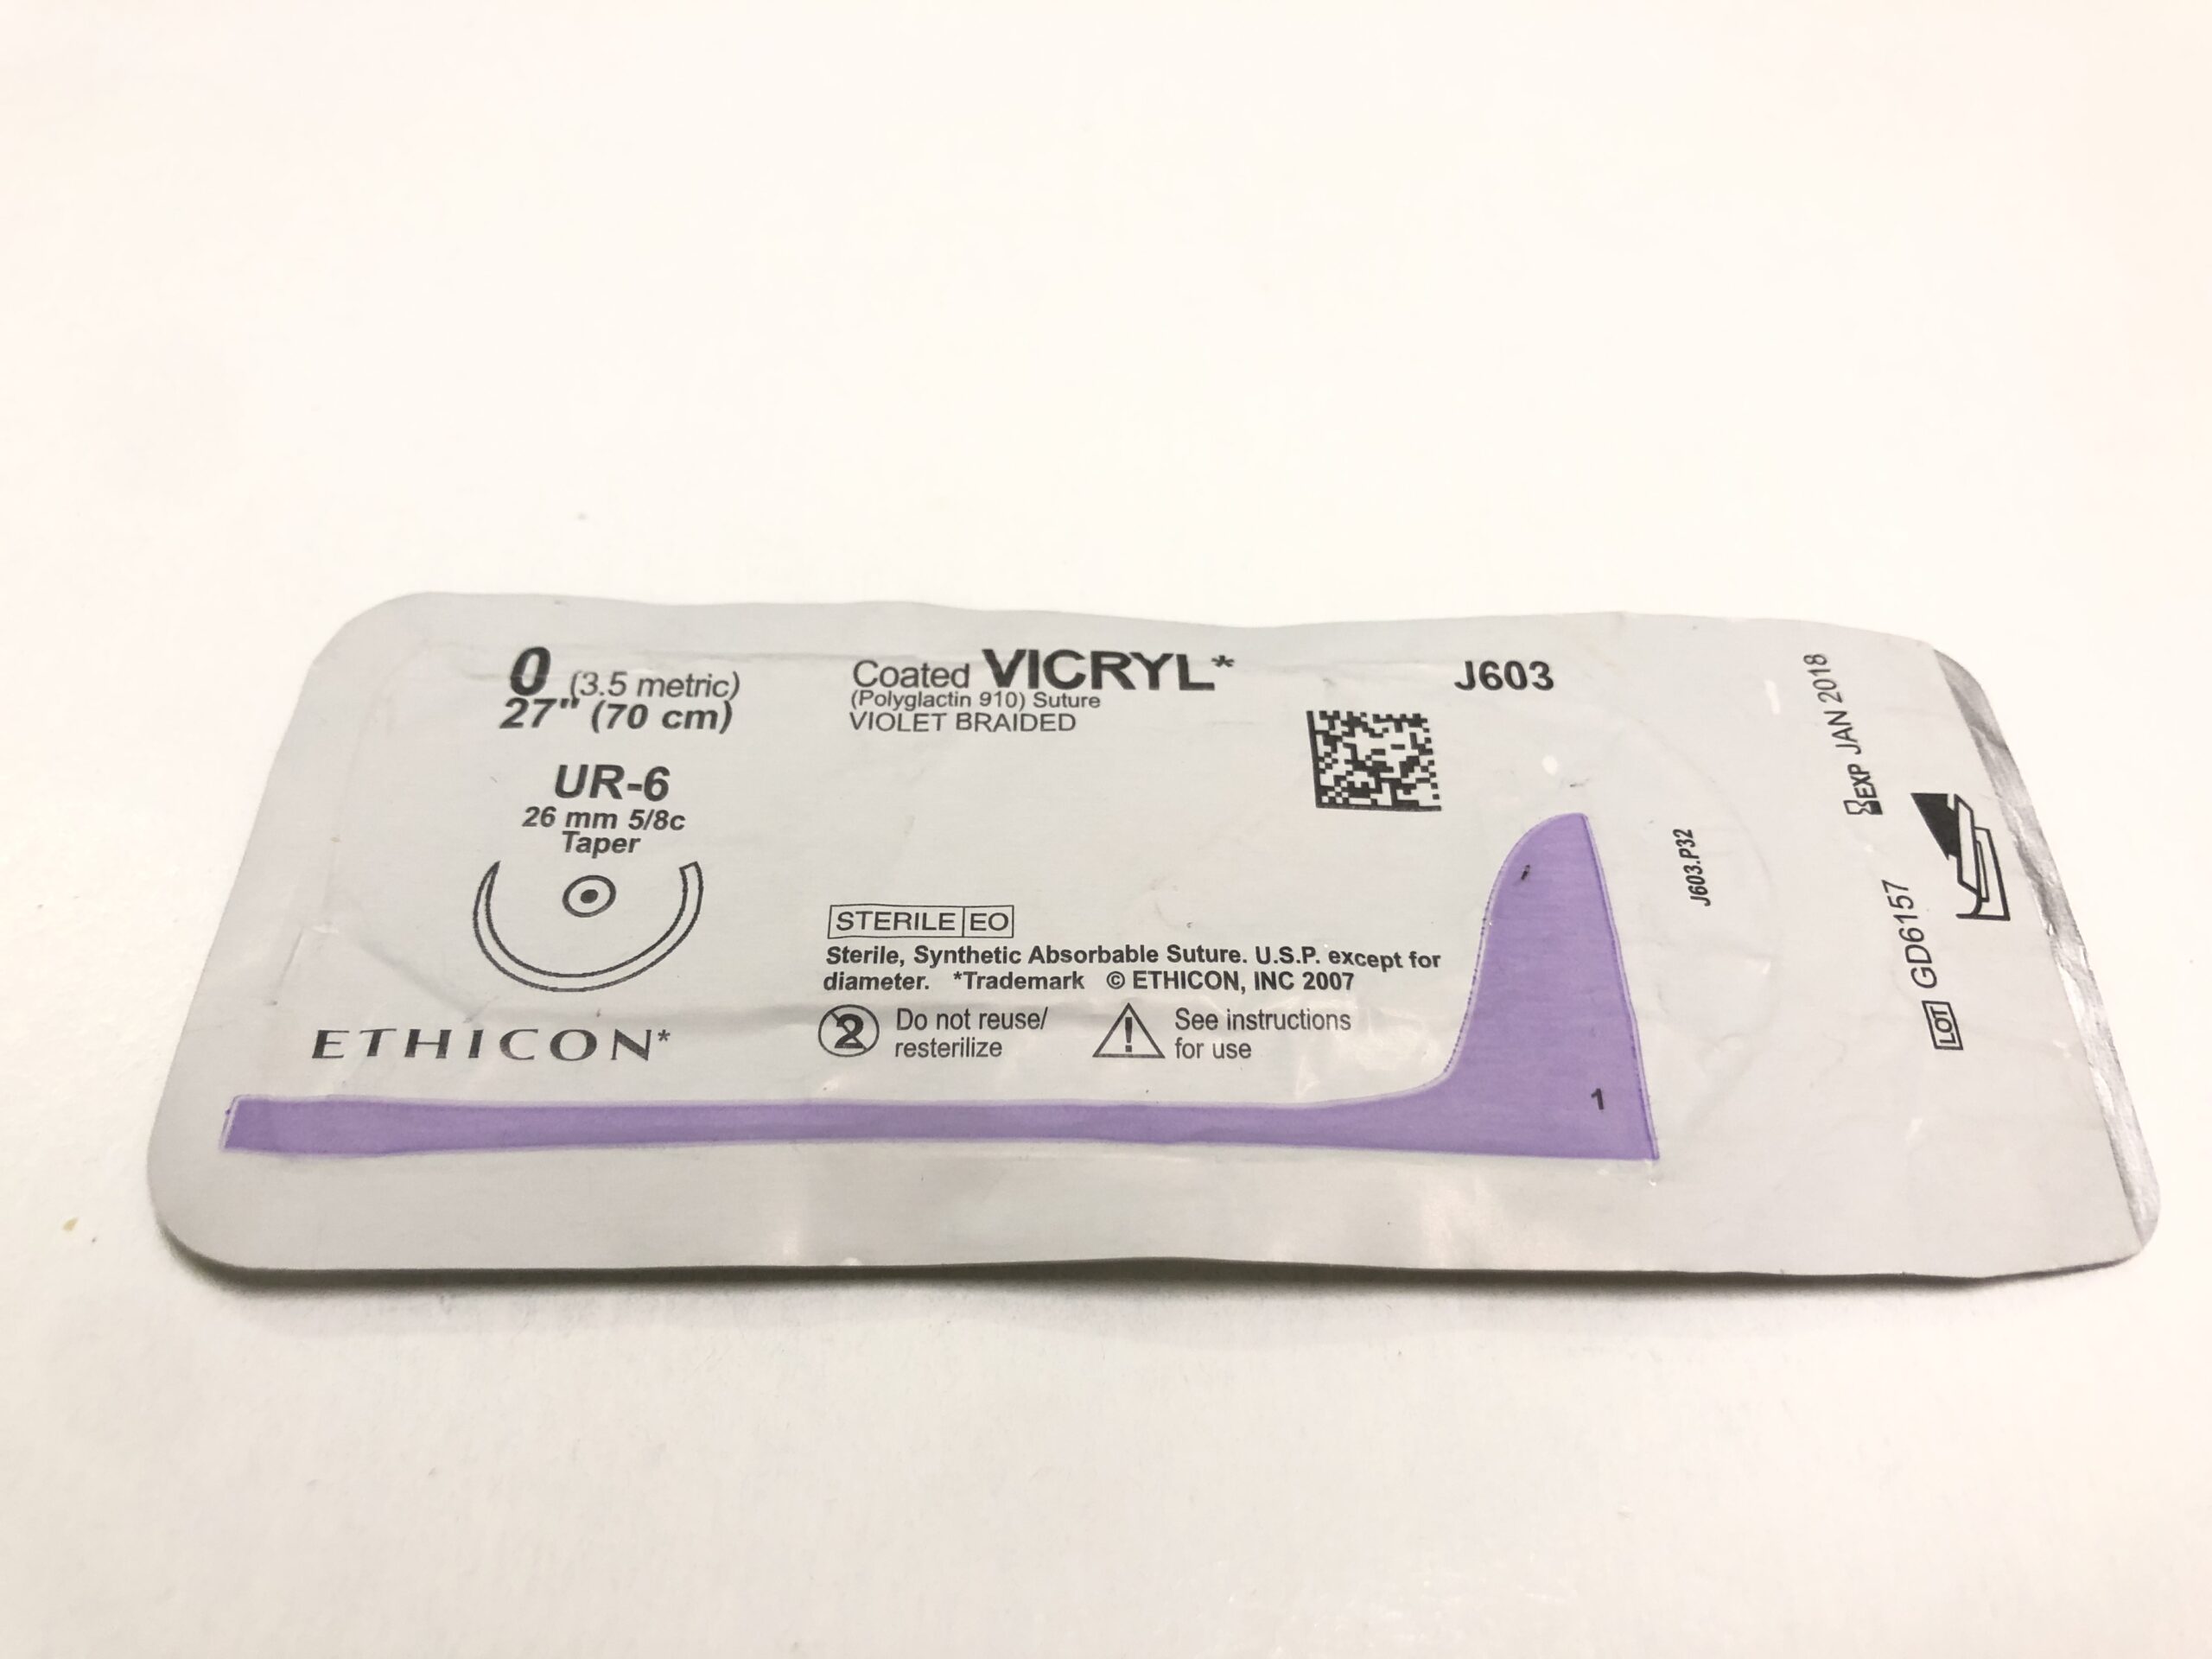 0 (3.5 metric)
27" (70 cm)
UR-6
26 mm 5/8c
Taper
ETHICON*
Coated VICRYL*
(Polyglactin 910) Suture
VIOLET BRAIDED
J603
STERILE EO
Sterile, Synthetic Absorbable Suture. U.S.P. except for
diameter. *Trademark © ETHICON, INC 2007
2 Do not reuse/
resterilize
See instructions
for use
1
J603.P32
EXP JAN 2018
LOT GD6157